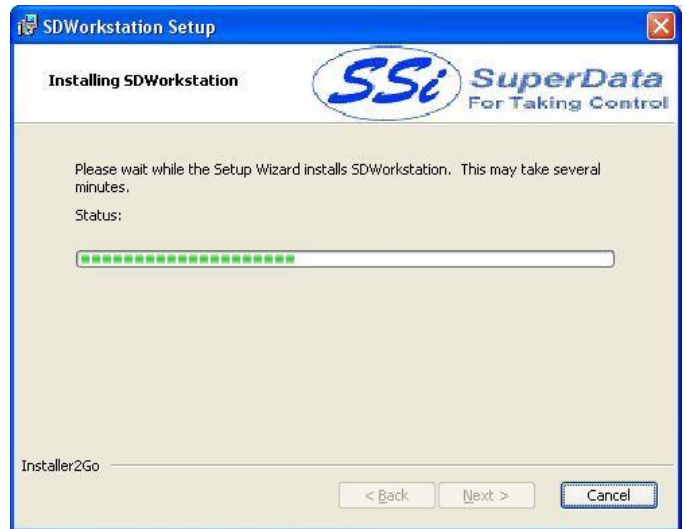 SDWorkstation Setup
Installing SDWorkstation
SSi
SuperData
For Taking Control
Please wait while the Setup Wizard installs SDWorkstation. This may take several
minutes.
Status:
Installer2Go
< Back
Next >
Cancel